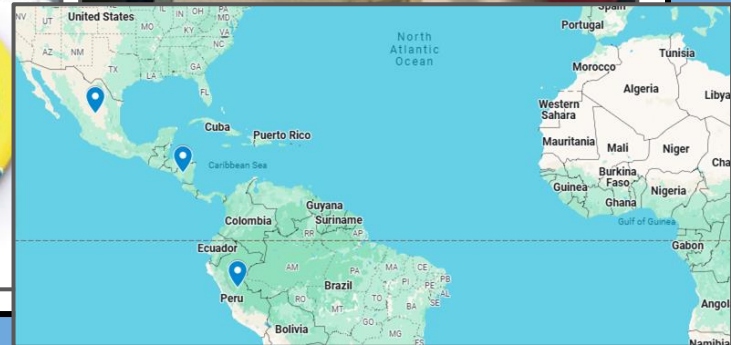 Spain
United States
NV
UT
IN
OH
PA
MD
MO
KY
VA
Portugal
North
Atlantic
Ocean
AZ
NM
NC
Tunisia
TX
GA
LA
Morocco
FL
Algeria
Libya
Western
Sahara
Cuba
Puerto Rico
Mauritania
Mali
Niger
Caribbean Sea
Cha
Burkina
Faso
Guinea
Nigeria
Ghana
Guyana
Suriname
Colombia
Gulf of Guinea
RR
AP
Ecuador
Gabon
AM
PA
MA
CE
PB
PI
PE
AL
SE
Peru
Brazil
RO
TO
BA
MT
Angol
GO
Bolivia
MG
ES
Namibia